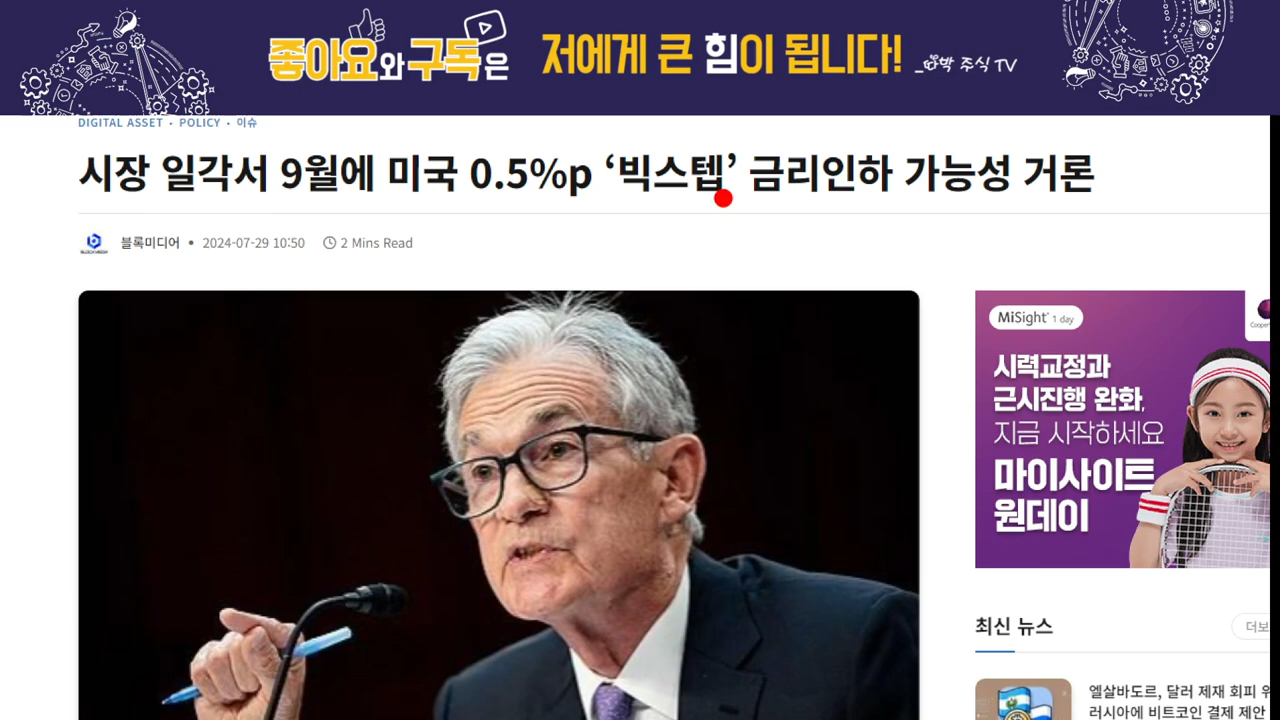 좋아요와 구독은 저에게 큰 힘이 됩니다!
박 주식 TV
DIGITAL ASSET • POLICY • 이슈
시장 일각서 9월에 미국 0.5%p ‘빅스텝’ 금리인하 가능성 거론
블록미디어 • 2024-07-29 10:50 2 Mins Read
MiSight 1 day
시력교정과
근시진행 완화,
지금 시작하세요
마이사이트
원데이
최신 뉴스
더보
엘살바도르, 달러 제재 회피 위
러시아에 비트코인 결제 제안